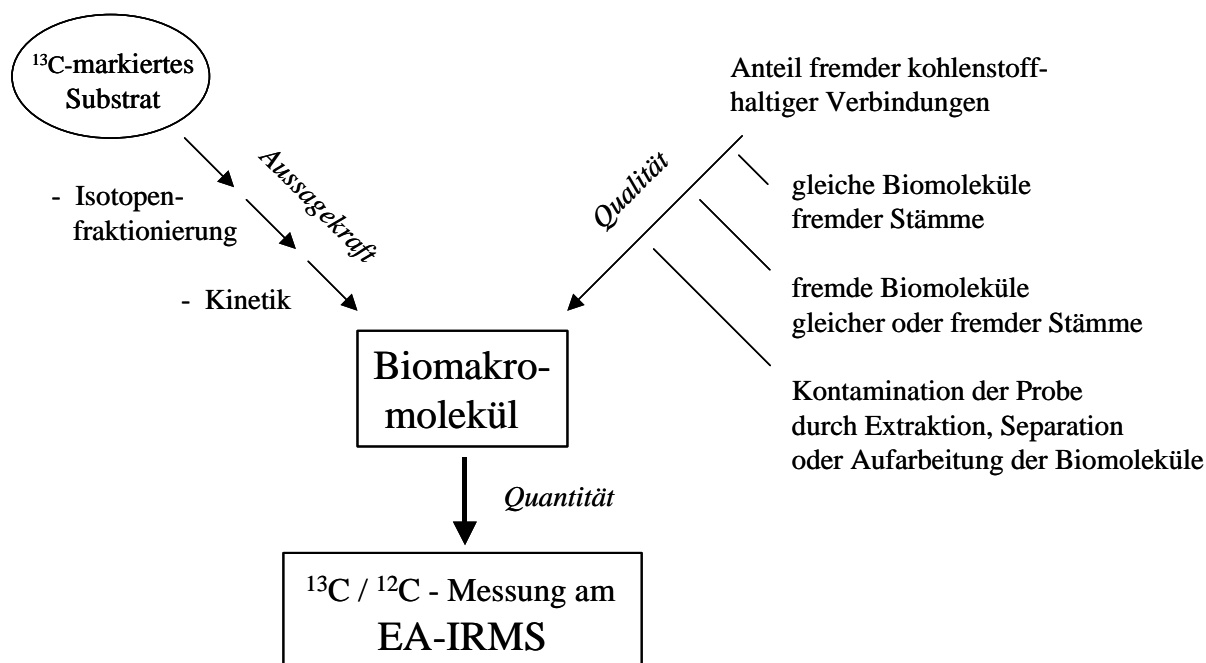 ¹³C-markiertes
Substrat
Aussagekraft
- Isotopen-
fraktionierung
- Kinetik
Anteil fremder kohlenstoff-
haltiger Verbindungen
Qualität
gleiche Biomoleküle
fremder Stämme
fremde Biomoleküle
gleicher oder fremder Stämme
Kontamination der Probe
durch Extraktion, Separation
oder Aufarbeitung der Biomoleküle
Biomakro-
molekül
Quantität
¹³C / ¹²C - Messung am
EA-IRMS